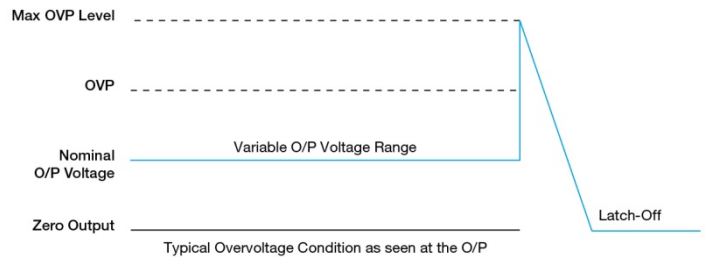 Max OVP Level
OVP
Variable O/P Voltage Range
Nominal
O/P Voltage
Latch-Off
Zero Output
Typical Overvoltage Condition as seen at the O/P